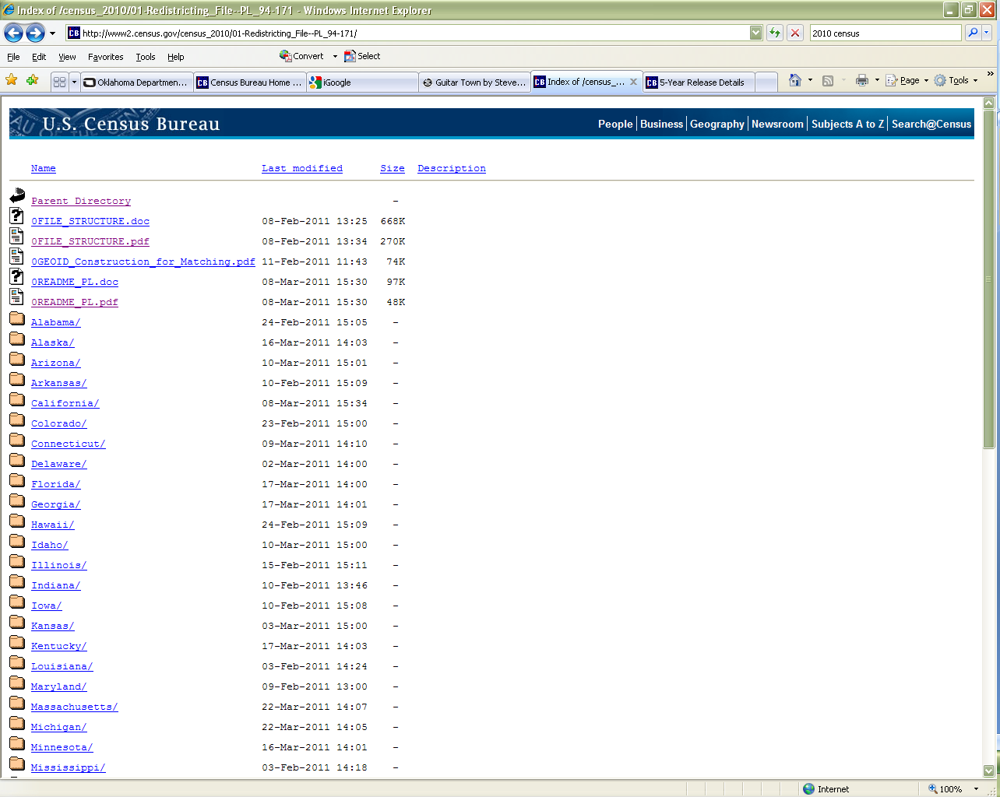 Index of /census_2010/01-Redistricting_File--PL_94-171 - Windows Internet Explorer
CB http://www2.census.gov/census_2010/01-Redistricting_File--PL_94-171/ 2010 census
File Edit View Favorites Tools Help Convert Select
Oklahoma Departmen... CB Census Bureau Home ... iGoogle Guitar Town by Steve... CB Index of /census_... CB 5-Year Release Details Page Tools »
U.S. Census Bureau People Business Geography Newsroom Subjects A to Z Search@Census
Name Last modified Size Description
Parent Directory -
0FILE_STRUCTURE.doc 08-Feb-2011 13:25 668K
0FILE_STRUCTURE.pdf 08-Feb-2011 13:34 270K
0GEOID_Construction_for_Matching.pdf 11-Feb-2011 11:43 74K
0README_PL.doc 08-Mar-2011 15:30 97K
0README_PL.pdf 08-Mar-2011 15:30 48K
Alabama/ 24-Feb-2011 15:05 -
Alaska/ 16-Mar-2011 14:03 -
Arizona/ 10-Mar-2011 15:01 -
Arkansas/ 10-Feb-2011 15:09 -
California/ 08-Mar-2011 15:34 -
Colorado/ 23-Feb-2011 15:00 -
Connecticut/ 09-Mar-2011 14:10 -
Delaware/ 02-Mar-2011 14:00 -
Florida/ 17-Mar-2011 14:00 -
Georgia/ 17-Mar-2011 14:01 -
Hawaii/ 24-Feb-2011 15:09 -
Idaho/ 10-Mar-2011 15:00 -
Illinois/ 15-Feb-2011 15:11 -
Indiana/ 10-Feb-2011 13:46 -
Iowa/ 10-Feb-2011 15:08 -
Kansas/ 03-Mar-2011 15:00 -
Kentucky/ 17-Mar-2011 14:03 -
Louisiana/ 03-Feb-2011 14:24 -
Maryland/ 09-Feb-2011 13:00 -
Massachusetts/ 22-Mar-2011 14:07 -
Michigan/ 22-Mar-2011 14:05 -
Minnesota/ 16-Mar-2011 14:01 -
Mississippi/ 03-Feb-2011 14:18 -
Internet 100%